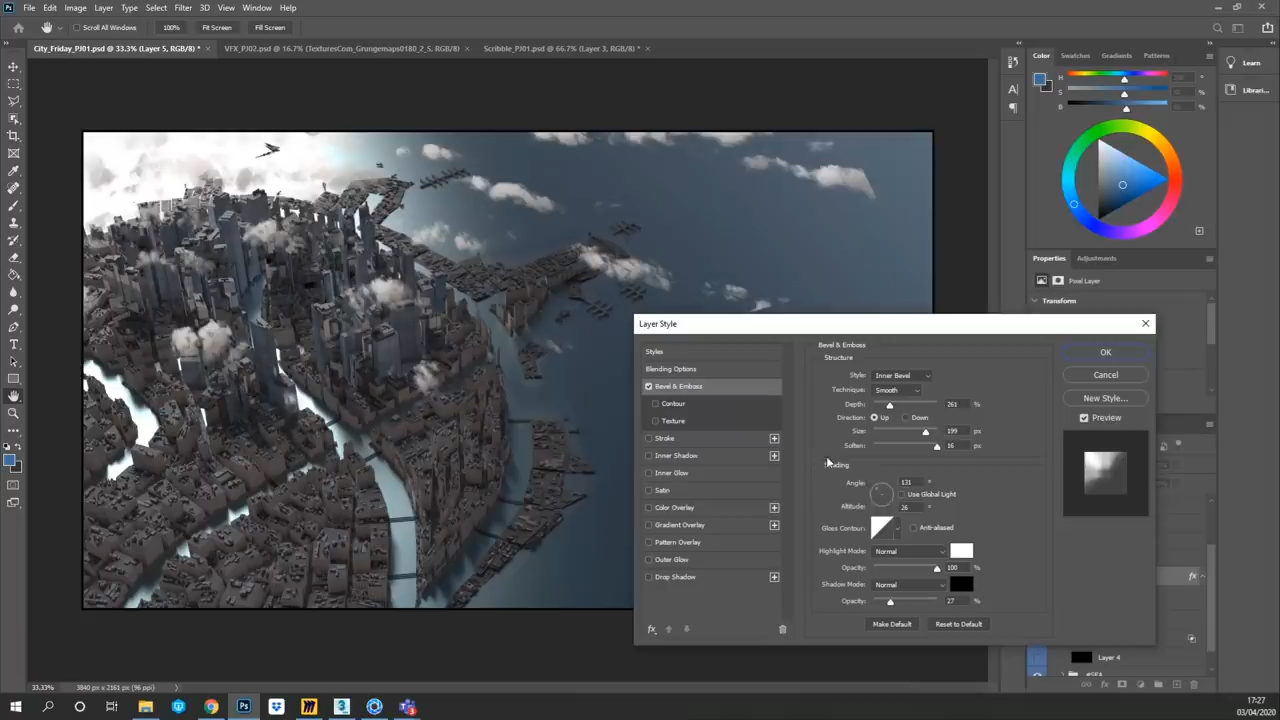 File Edit Image Layer Type Select Filter 3D View Window Help
Scroll All Windows 100% Fit Screen Fill Screen
City_Friday_PJ01.psd @ 33.3% (Layer 5, RGB/8) * × VFX_PJ02.psd @ 16.7% (TexturesCom_Grungemaps0180_2_S, RGB/8) × Scribble_PJ01 @ 66.7% (Layer 3, RGB/8) * ×
Color Swatches Gradients Patterns
Learn
H
S %
B %
Librari...
Properties Adjustments
Pixel Layer
Transform
Layer Style
Styles
Blending Options
Bevel & Emboss
Contour
Texture
Stroke
Inner Shadow
Inner Glow
Satin
Color Overlay
Gradient Overlay
Pattern Overlay
Outer Glow
Drop Shadow
fx
Bevel & Emboss
Structure
Style: Inner Bevel
Technique: Smooth
Depth: 261 %
Direction: Up Down
Size: 199 px
Soften: 16 px
Shading
Angle: 131 °
Use Global Light
Altitude: 26 °
Gloss Contour: Anti-aliased
Highlight Mode: Normal
Opacity: 100 %
Shadow Mode: Normal
Opacity: 27 %
Make Default Reset to Default
OK
Cancel
New Style...
Preview
fx
Layer 4
#SEA
33.33% 3840 px x 2161 px (96 ppi)
17:27
03/04/2020